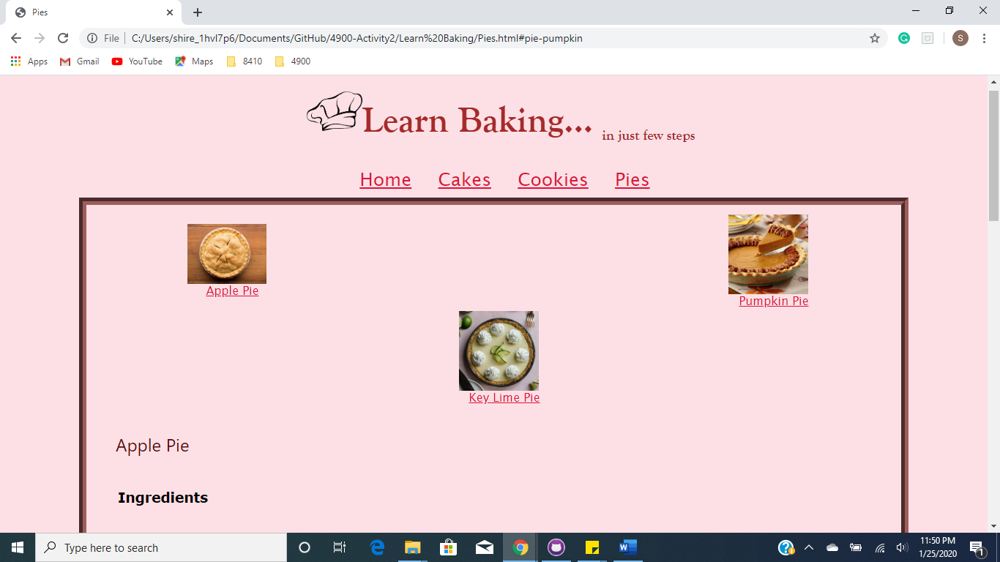 Pies
File
C:/Users/shire_1hvl7p6/Documents/GitHub/4900-Activity2/Learn%20Baking/Pies.html#pie-pumpkin
S
Apps Gmail YouTube Maps 8410 4900
Learn Baking... in just few steps
Home Cakes Cookies Pies
Apple Pie
Pumpkin Pie
Key Lime Pie
Apple Pie
Ingredients
Type here to search
11:50 PM
1/25/2020
1